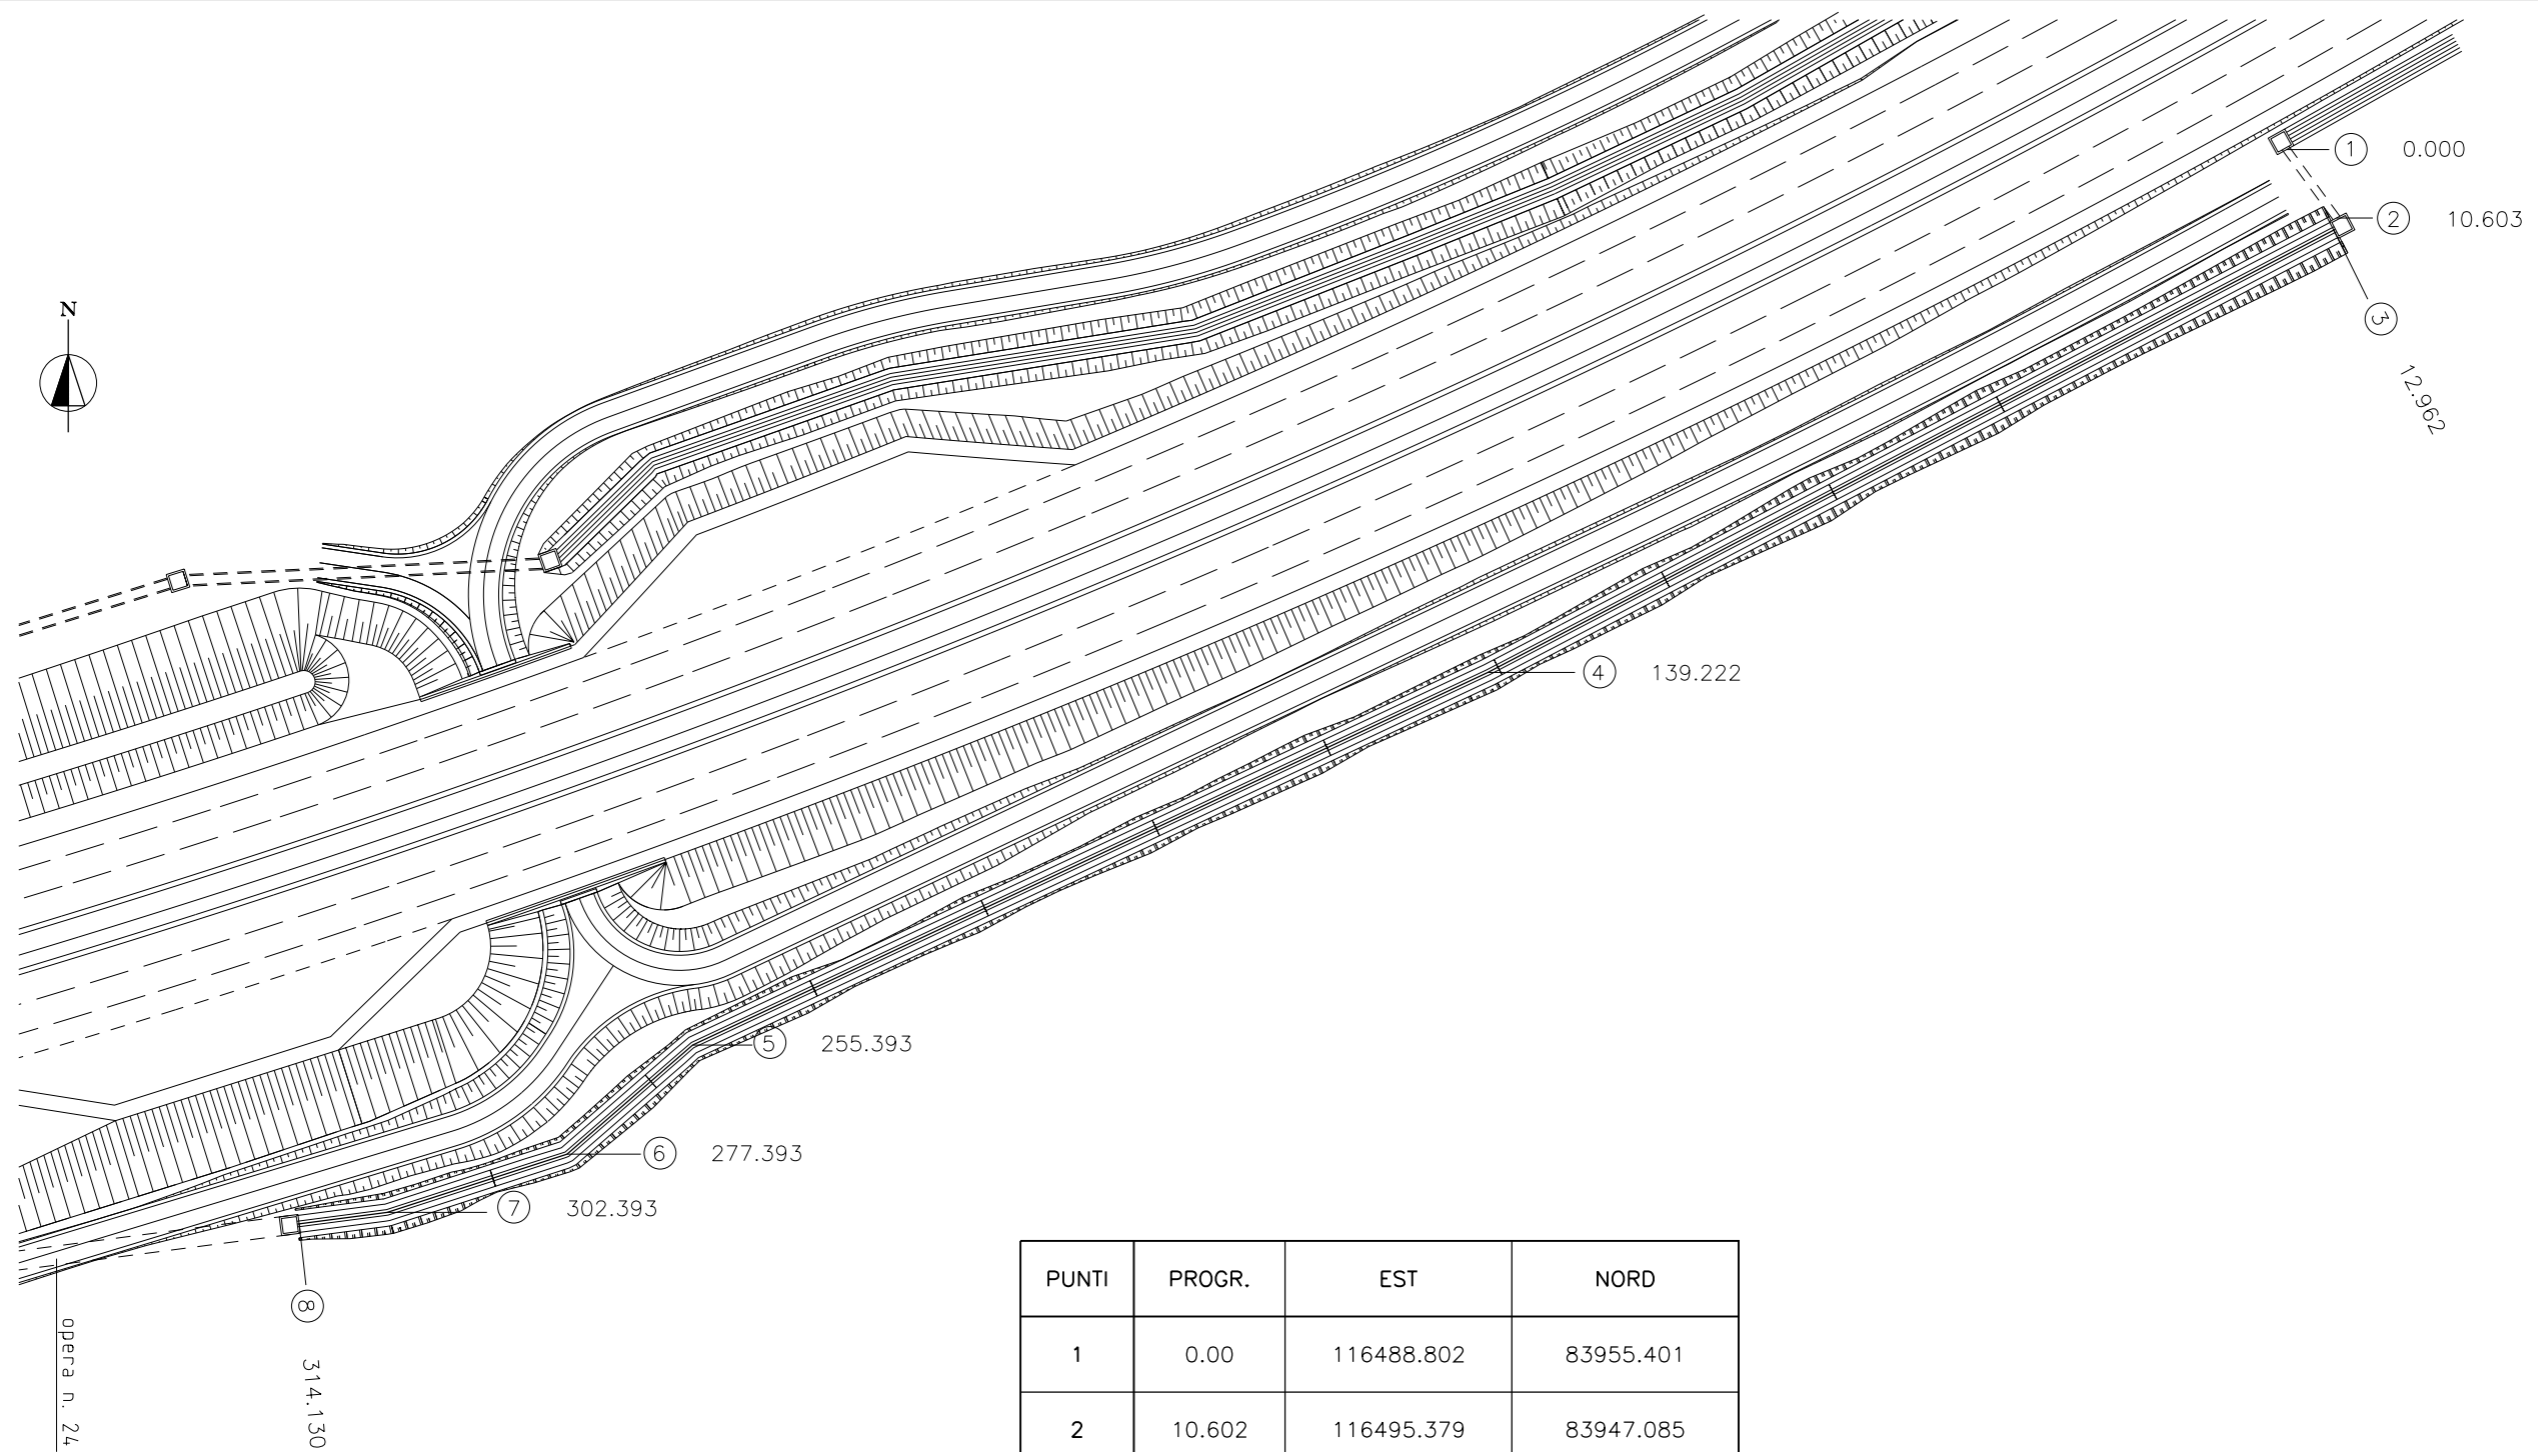 N
1 0.000
2 10.603
3 12.962
4 139.222
5 255.393
6 277.393
7 302.393
8 314.130
opera n. 24
PUNTI PROGR. EST NORD
1 0.00 116488.802 83955.401
2 10.602 116495.379 83947.085